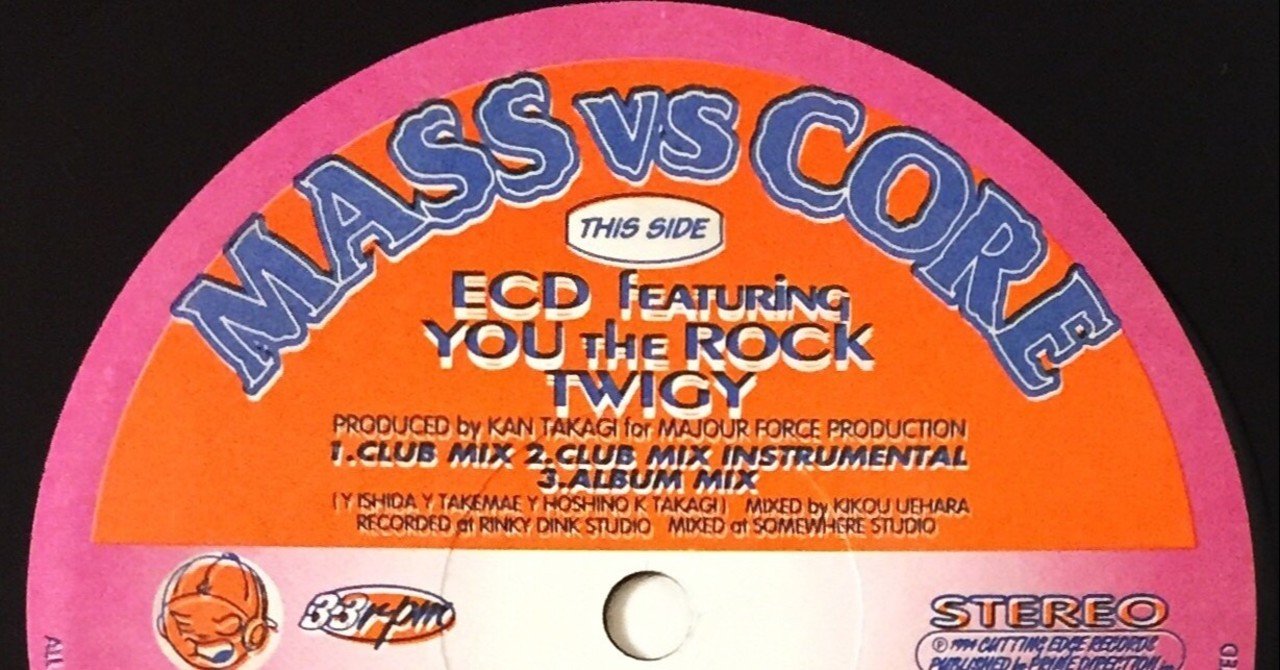 MASS VS CORE
THIS SIDE
ECD FEATURING
YOU THE ROCK
TWIGY
PRODUCED by KAN TAKAGI for MAJOUR FORCE PRODUCTION
1.CLUB MIX 2.CLUB MIX INSTRUMENTAL
3.ALBUM MIX
(Y ISHIDA Y TAKEMAE Y HOSHINO K TAKAGI) MIXED by KIKOU UEHARA
RECORDED at RINKY DINK STUDIO MIXED at SOMEWHERE STUDIO
33rpm
STEREO
℗ 1994 CUTTING EDGE RECORDS
PUBLISHED by PRIME DIRECTION
ALL